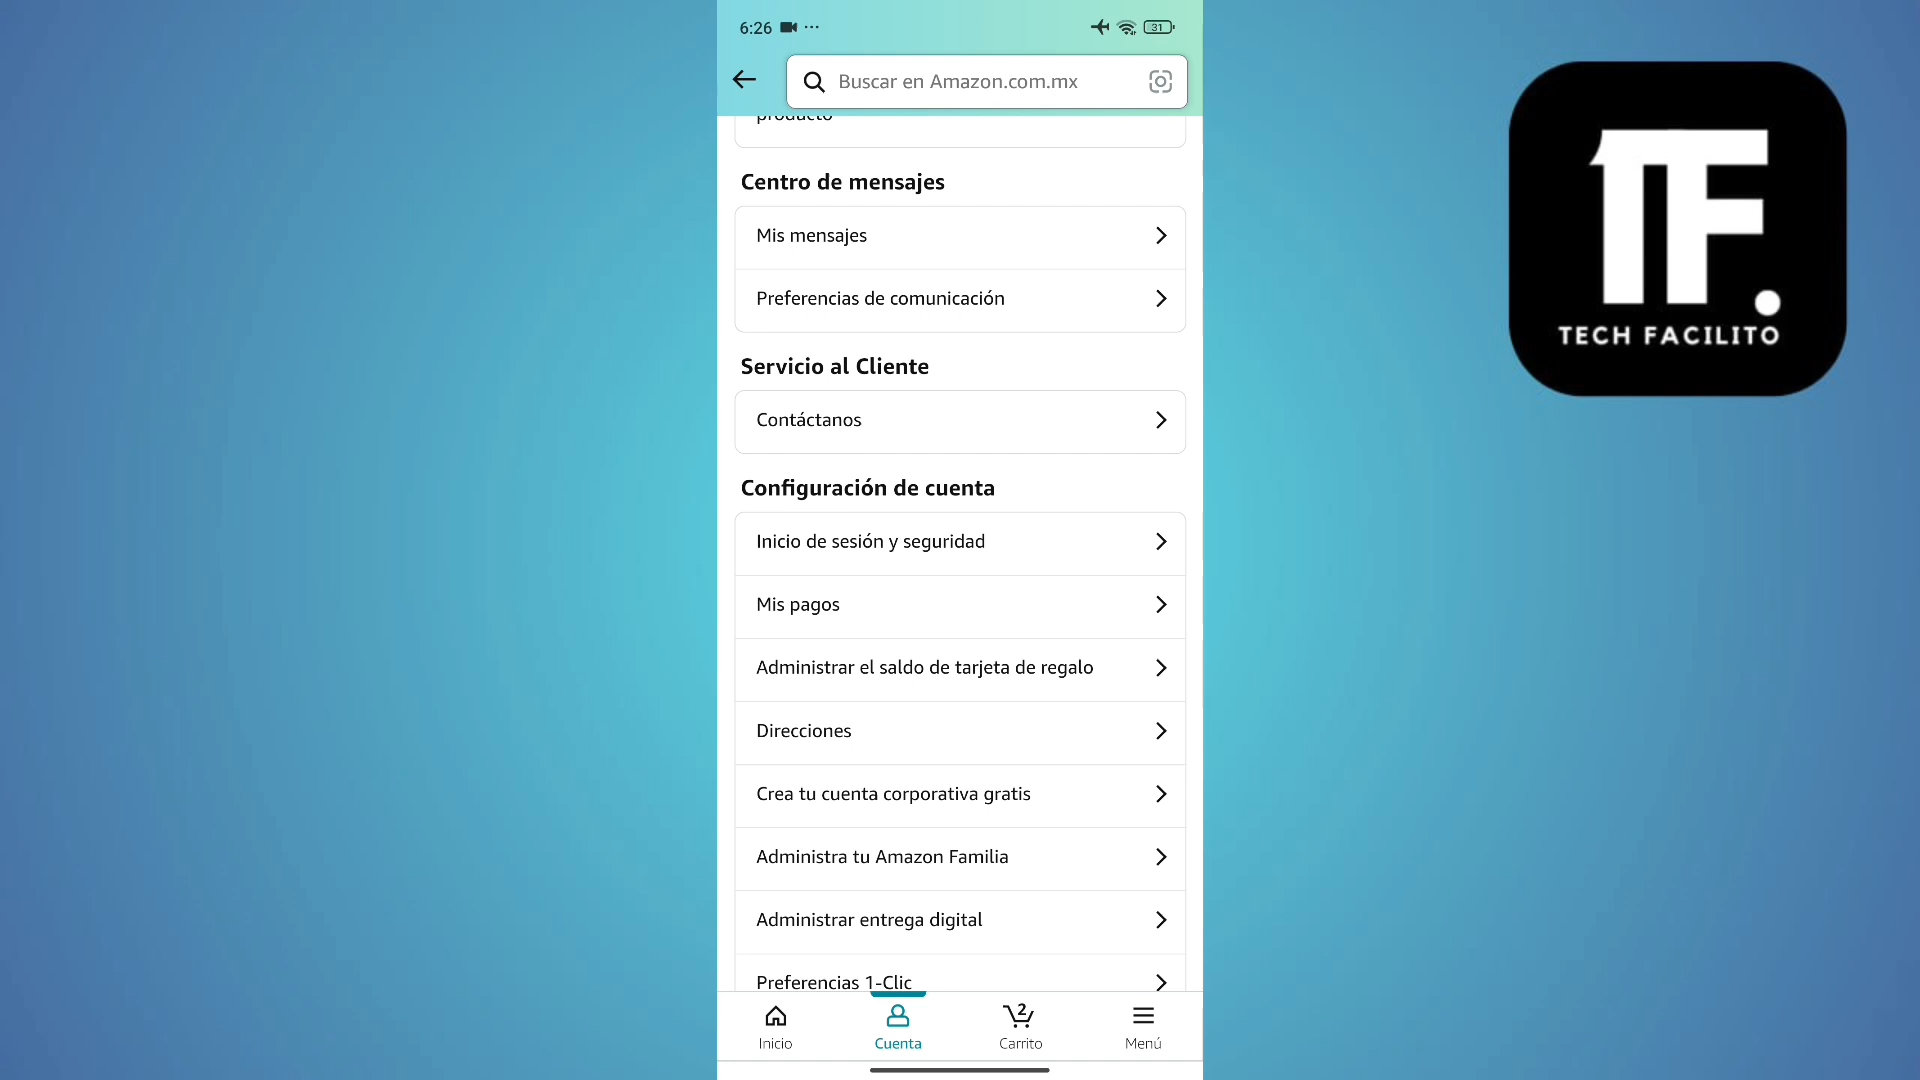 6:26
31
Buscar en Amazon.com.mx
producto
Centro de mensajes
Mis mensajes
Preferencias de comunicación
Servicio al Cliente
Contáctanos
Configuración de cuenta
Inicio de sesión y seguridad
Mis pagos
Administrar el saldo de tarjeta de regalo
Direcciones
Crea tu cuenta corporativa gratis
Administra tu Amazon Familia
Administrar entrega digital
Preferencias 1-Clic
2
Inicio
Cuenta
Carrito
Menú
TF.
TECH FACILITO